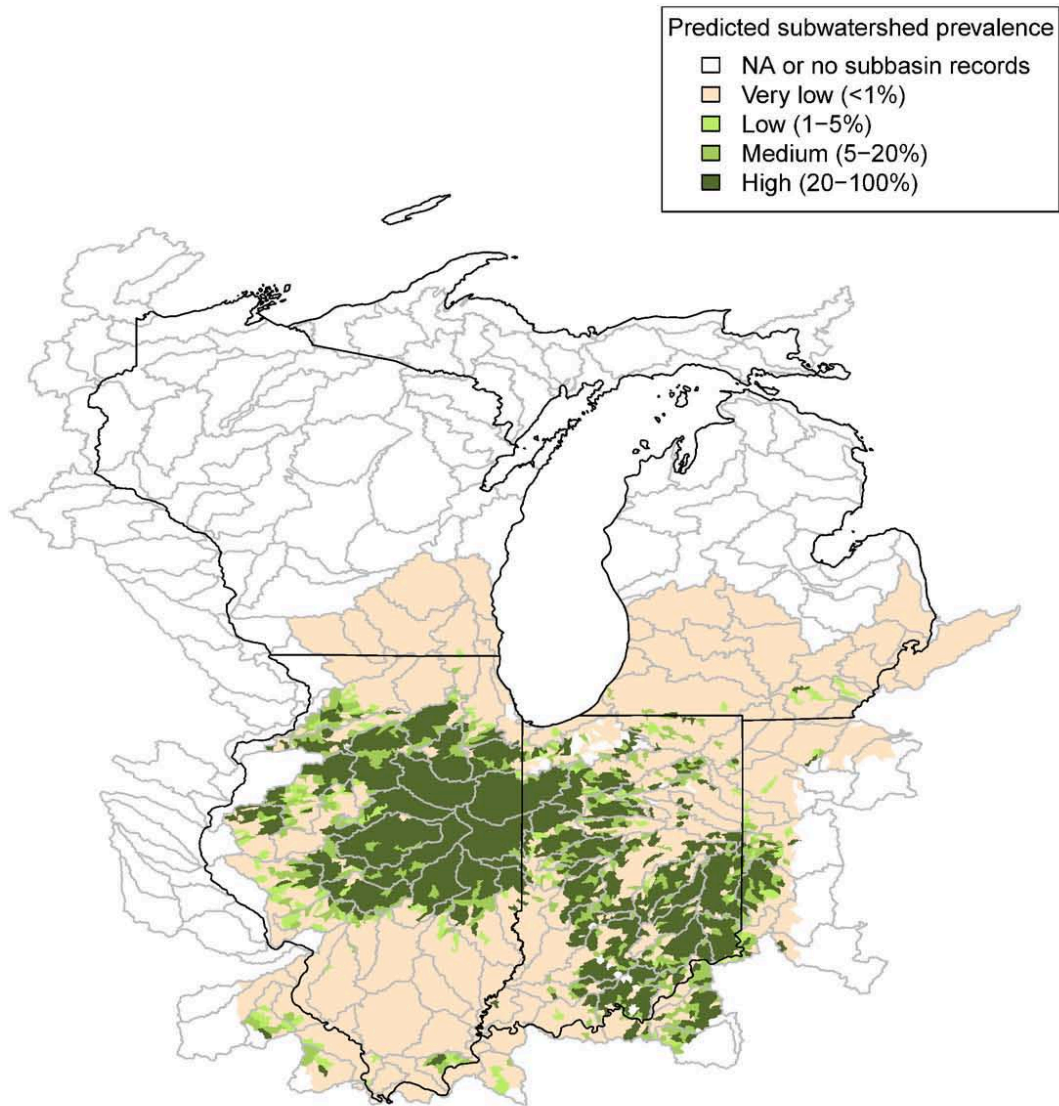 Predicted subwatershed prevalence
NA or no subbasin records
Very low (<1%)
Low (1−5%)
Medium (5−20%)
High (20−100%)